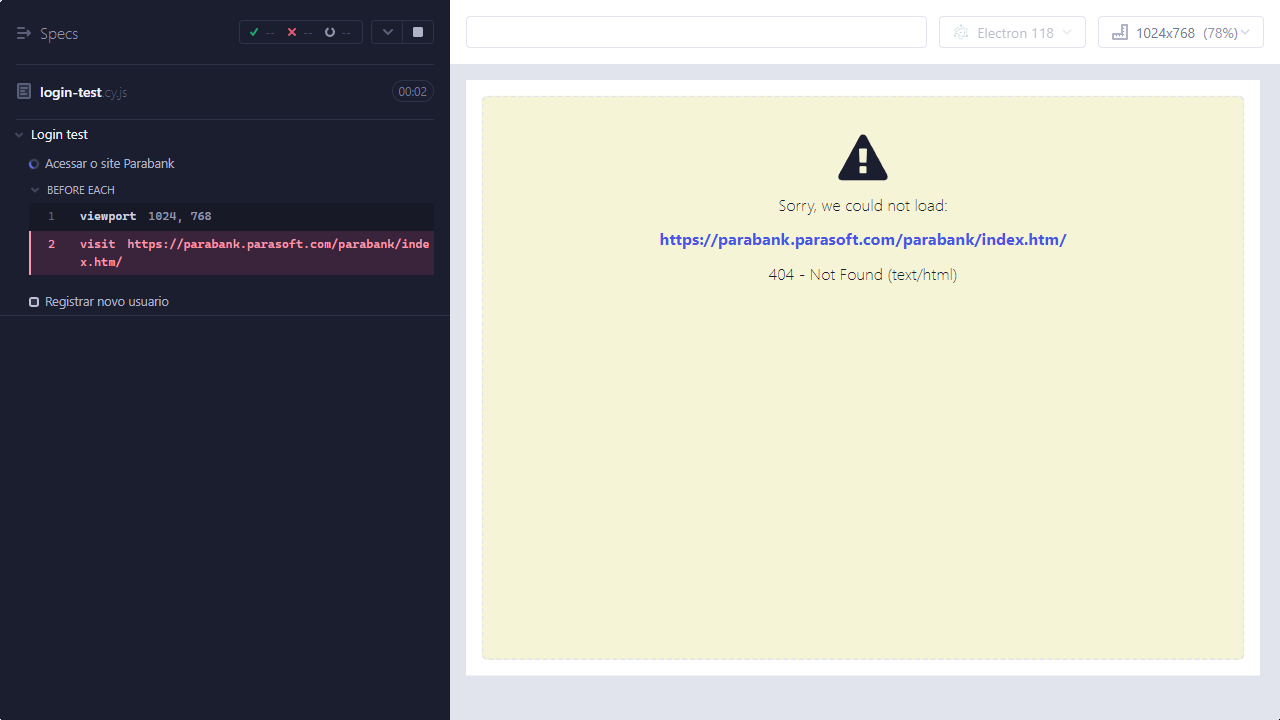 Specs
--
--
--
login-test.cy.js
00:02
Login test
Acessar o site Parabank
BEFORE EACH
1 viewport 1024, 768
2 visit https://parabank.parasoft.com/parabank/inde
x.htm/
Registrar novo usuario
Electron 118
1024x768 (78%)
Sorry, we could not load:
https://parabank.parasoft.com/parabank/index.htm/
404 - Not Found (text/html)